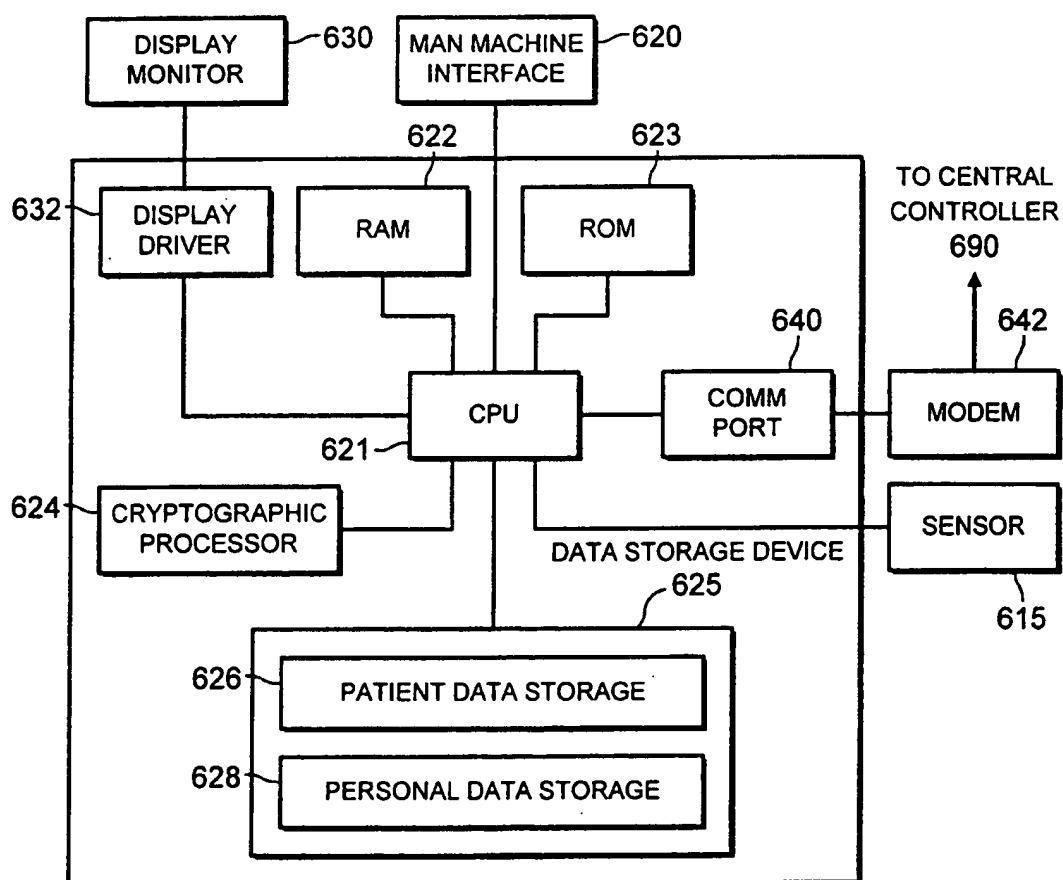 DISPLAY
MONITOR
630
MAN MACHINE
INTERFACE
620
622
623
632
DISPLAY
DRIVER
RAM
ROM
TO CENTRAL
CONTROLLER
690
640
642
CPU
621
COMM
PORT
MODEM
624
CRYPTOGRAPHIC
PROCESSOR
SENSOR
615
DATA STORAGE DEVICE
625
626
PATIENT DATA STORAGE
628
PERSONAL DATA STORAGE